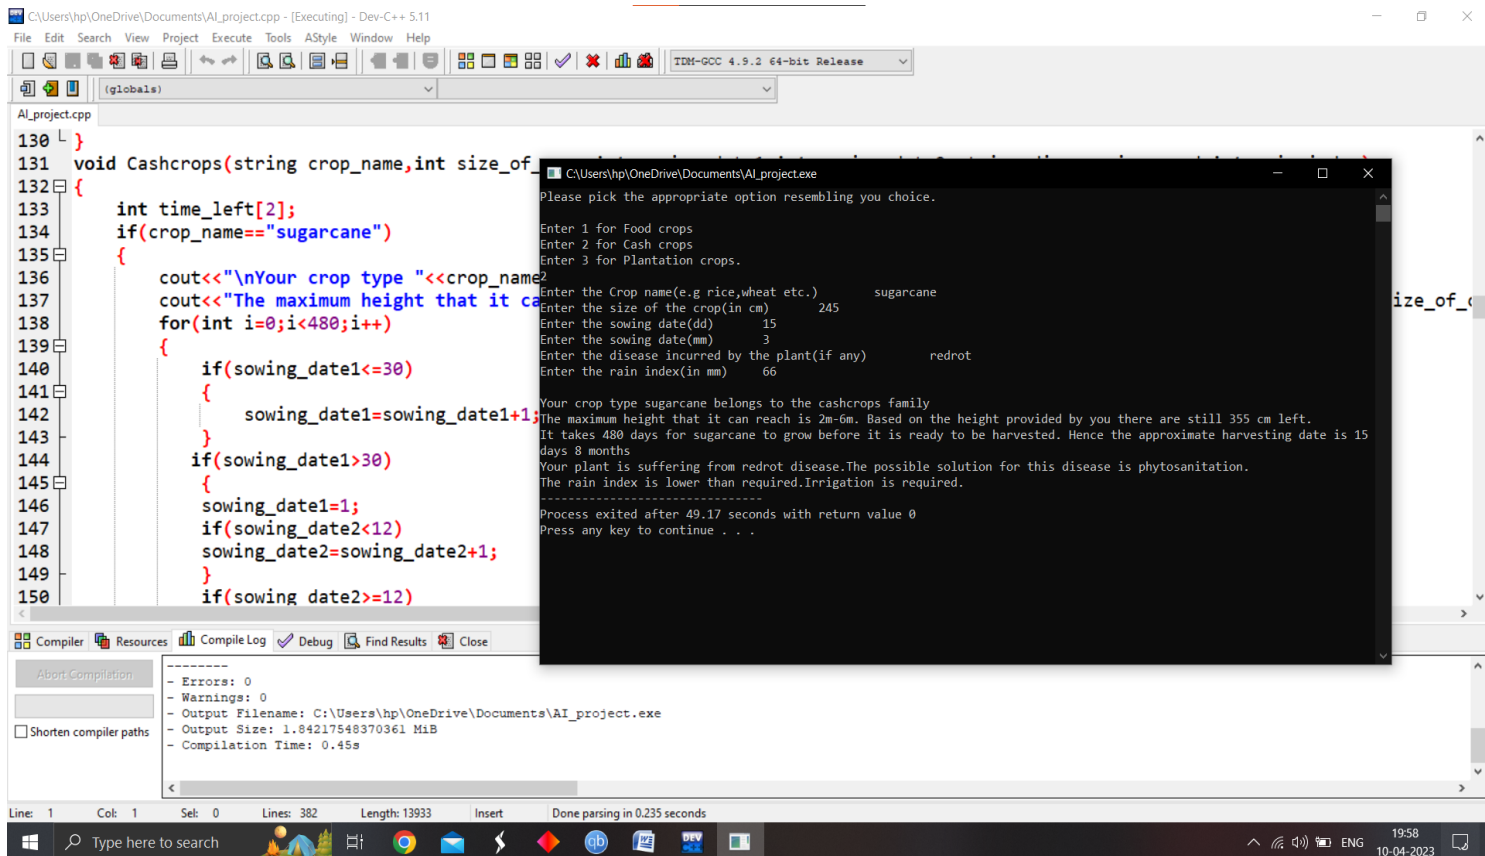 C:\Users\hp\OneDrive\Documents\AI_project.cpp - [Executing] - Dev-C++ 5.11
File Edit Search View Project Execute Tools AStyle Window Help
TDM-GCC 4.9.2 64-bit Release
(globals)
AI_project.cpp
130 }
131 void Cashcrops(string crop_name,int size_of_
132 {
133 int time_left[2];
134 if(crop_name=="sugarcane")
135 {
136 cout<<"\nYour crop type "<<crop_name
137 cout<<"The maximum height that it ca
ize_of_
138 for(int i=0;i<480;i++)
139 {
140 if(sowing_date1<=30)
141 {
142 sowing_date1=sowing_date1+1;
143 }
144 if(sowing_date1>30)
145 {
146 sowing_date1=1;
147 if(sowing_date2<12)
148 sowing_date2=sowing_date2+1;
149 }
150 if(sowing_date2>=12)
C:\Users\hp\OneDrive\Documents\AI_project.exe
Please pick the appropriate option resembling you choice.
Enter 1 for Food crops
Enter 2 for Cash crops
Enter 3 for Plantation crops.
2
Enter the Crop name(e.g rice,wheat etc.) sugarcane
Enter the size of the crop(in cm) 245
Enter the sowing date(dd) 15
Enter the sowing date(mm) 3
Enter the disease incurred by the plant(if any) redrot
Enter the rain index(in mm) 66
Your crop type sugarcane belongs to the cashcrops family
The maximum height that it can reach is 2m-6m. Based on the height provided by you there are still 355 cm left.
It takes 480 days for sugarcane to grow before it is ready to be harvested. Hence the approximate harvesting date is 15
days 8 months
Your plant is suffering from redrot disease.The possible solution for this disease is phytosanitation.
The rain index is lower than required.Irrigation is required.
--------------------------------
Process exited after 49.17 seconds with return value 0
Press any key to continue . . .
Compiler Resources Compile Log Debug Find Results Close
Abort Compilation
Shorten compiler paths
--------
- Errors: 0
- Warnings: 0
- Output Filename: C:\Users\hp\OneDrive\Documents\AI_project.exe
- Output Size: 1.84217548370361 MiB
- Compilation Time: 0.45s
Line: 1 Col: 1 Sel: 0 Lines: 382 Length: 13933 Insert Done parsing in 0.235 seconds
Type here to search
qb
DEV
ENG
19:58
10-04-2023